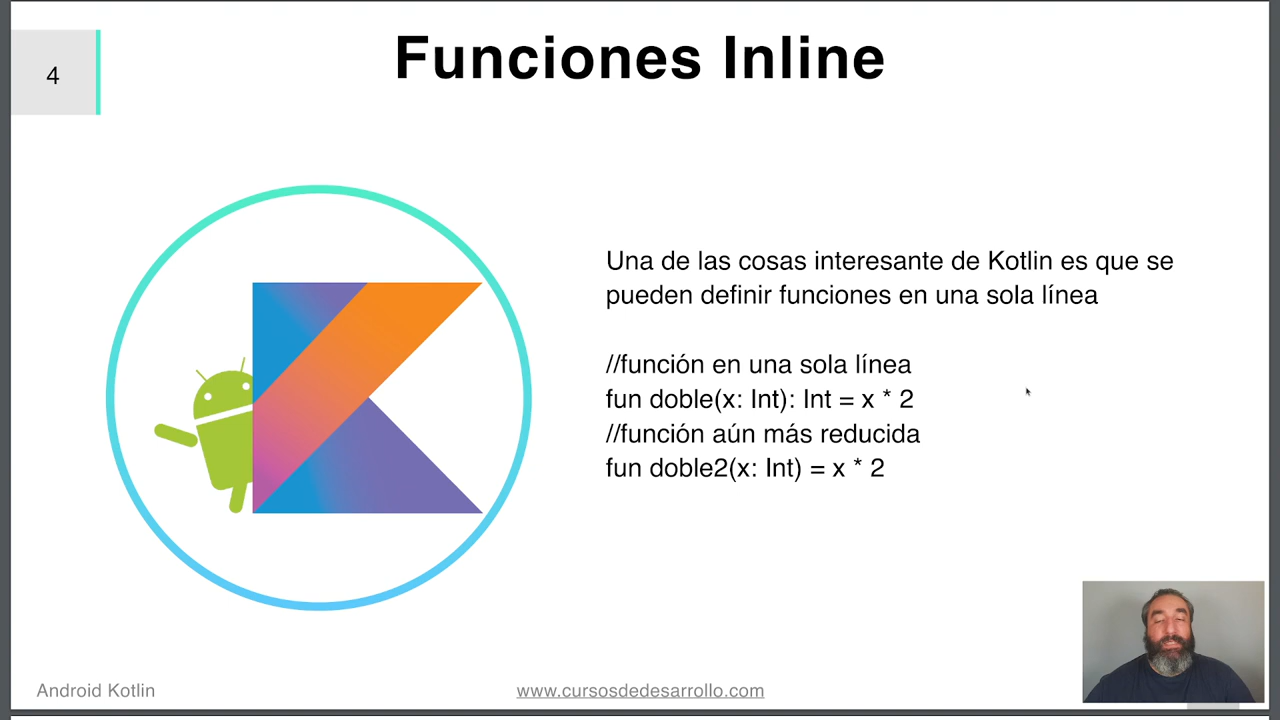 4
Funciones Inline
Una de las cosas interesante de Kotlin es que se
pueden definir funciones en una sola línea
//función en una sola línea
fun doble(x: Int): Int = x * 2
//función aún más reducida
fun doble2(x: Int) = x * 2
Android Kotlin
www.cursosdedesarrollo.com